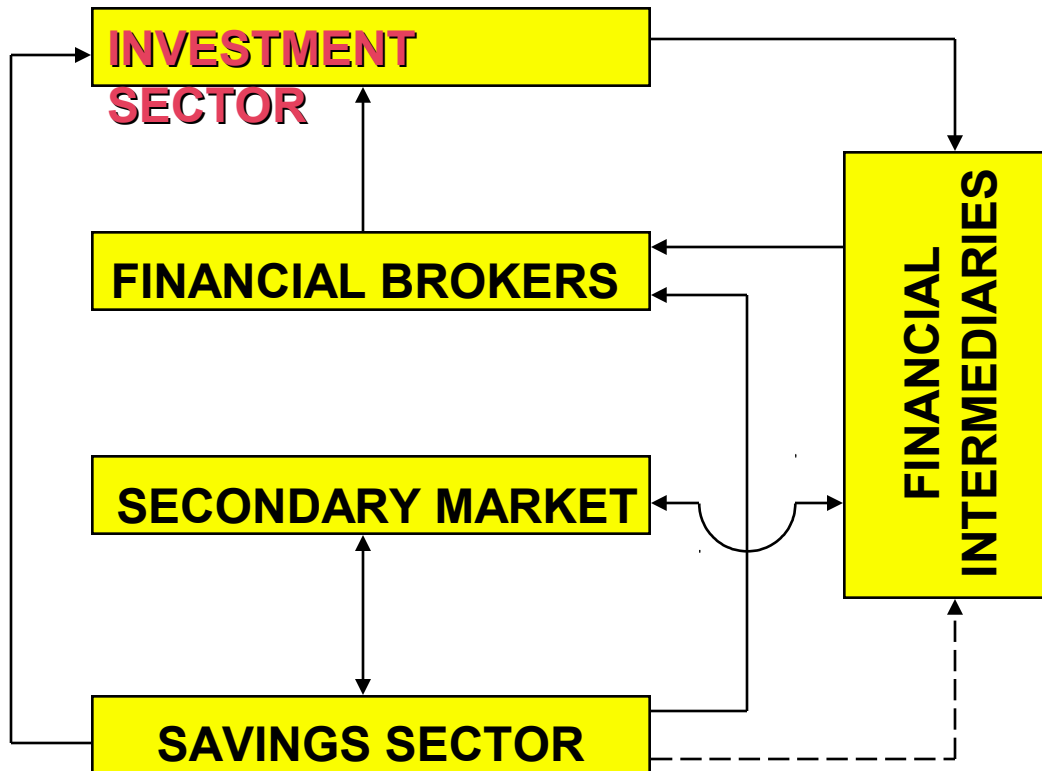 INVESTMENT
SECTOR
FINANCIAL BROKERS
SECONDARY MARKET
SAVINGS SECTOR
FINANCIAL
INTERMEDIARIES